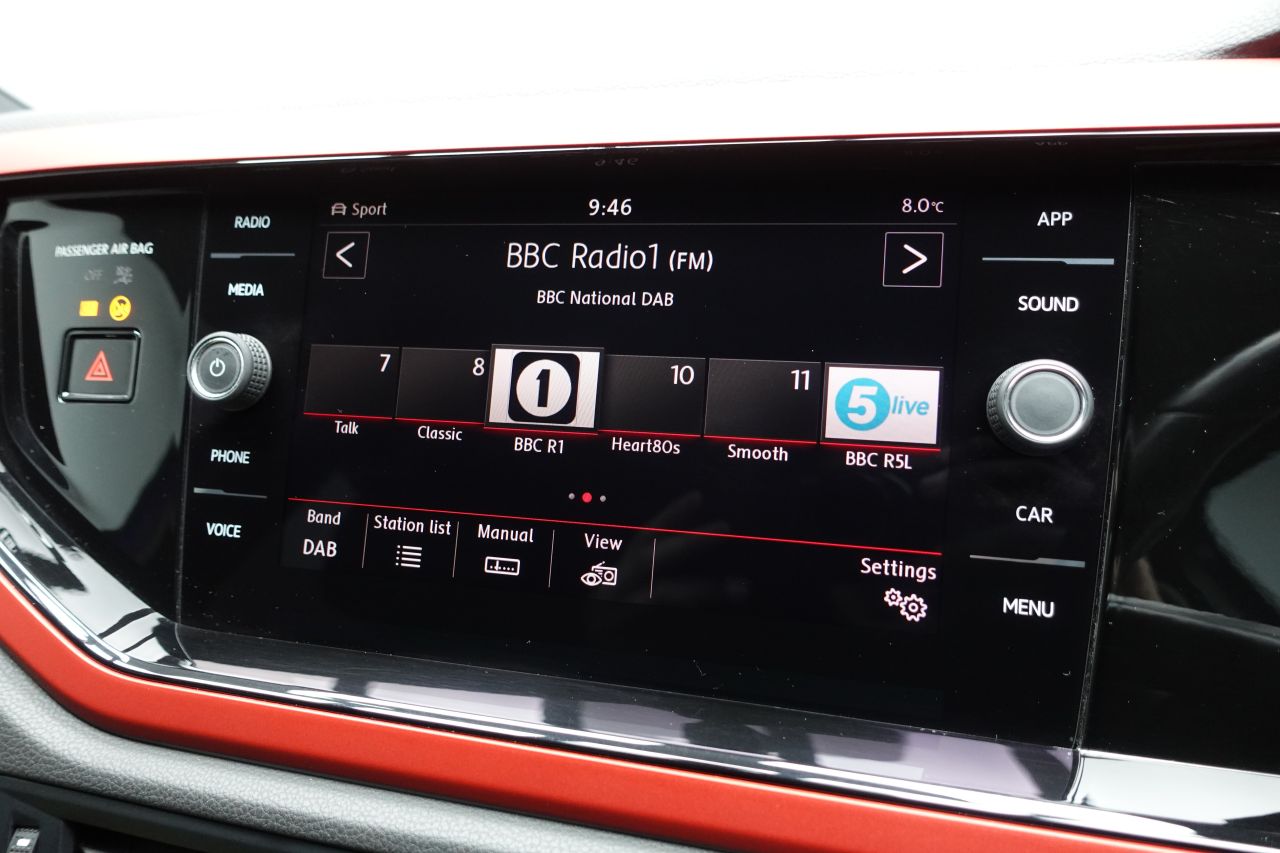 PASSENGER AIR BAG
OFF
RADIO
MEDIA
PHONE
VOICE
Sport
9:46
8.0°C
<
BBC Radio1 (FM)
>
BBC National DAB
7
8
1
10
11
5 live
Talk
Classic
BBC R1
Heart80s
Smooth
BBC R5L
Band
DAB
Station list
Manual
View
Settings
APP
SOUND
CAR
MENU